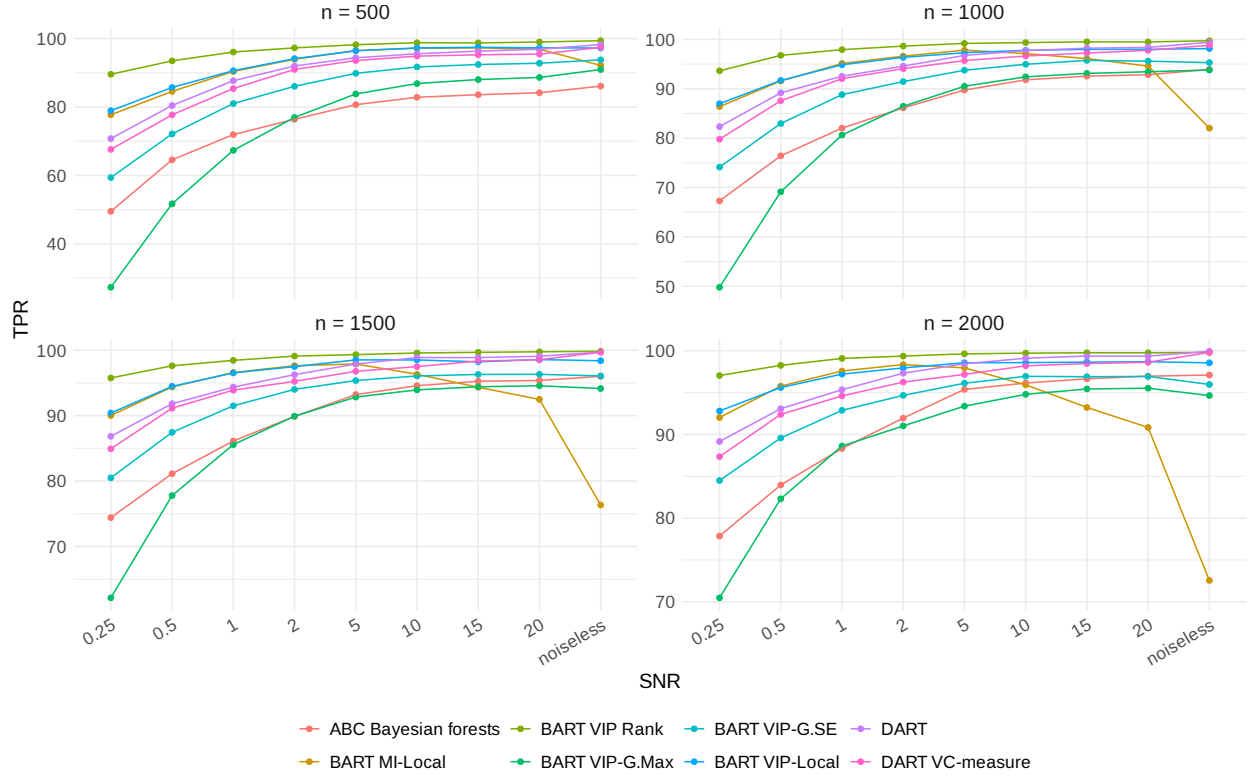 n = 500
n = 1000
100
80
60
40
100
90
80
70
60
50
TPR
n = 1500
n = 2000
100
90
80
70
100
90
80
70
0.25 0.5 1 2 5 10 15 20 noiseless
0.25 0.5 1 2 5 10 15 20 noiseless
SNR
ABC Bayesian forests BART VIP Rank BART VIP-G.SE DART
BART MI-Local BART VIP-G.Max BART VIP-Local DART VC-measure